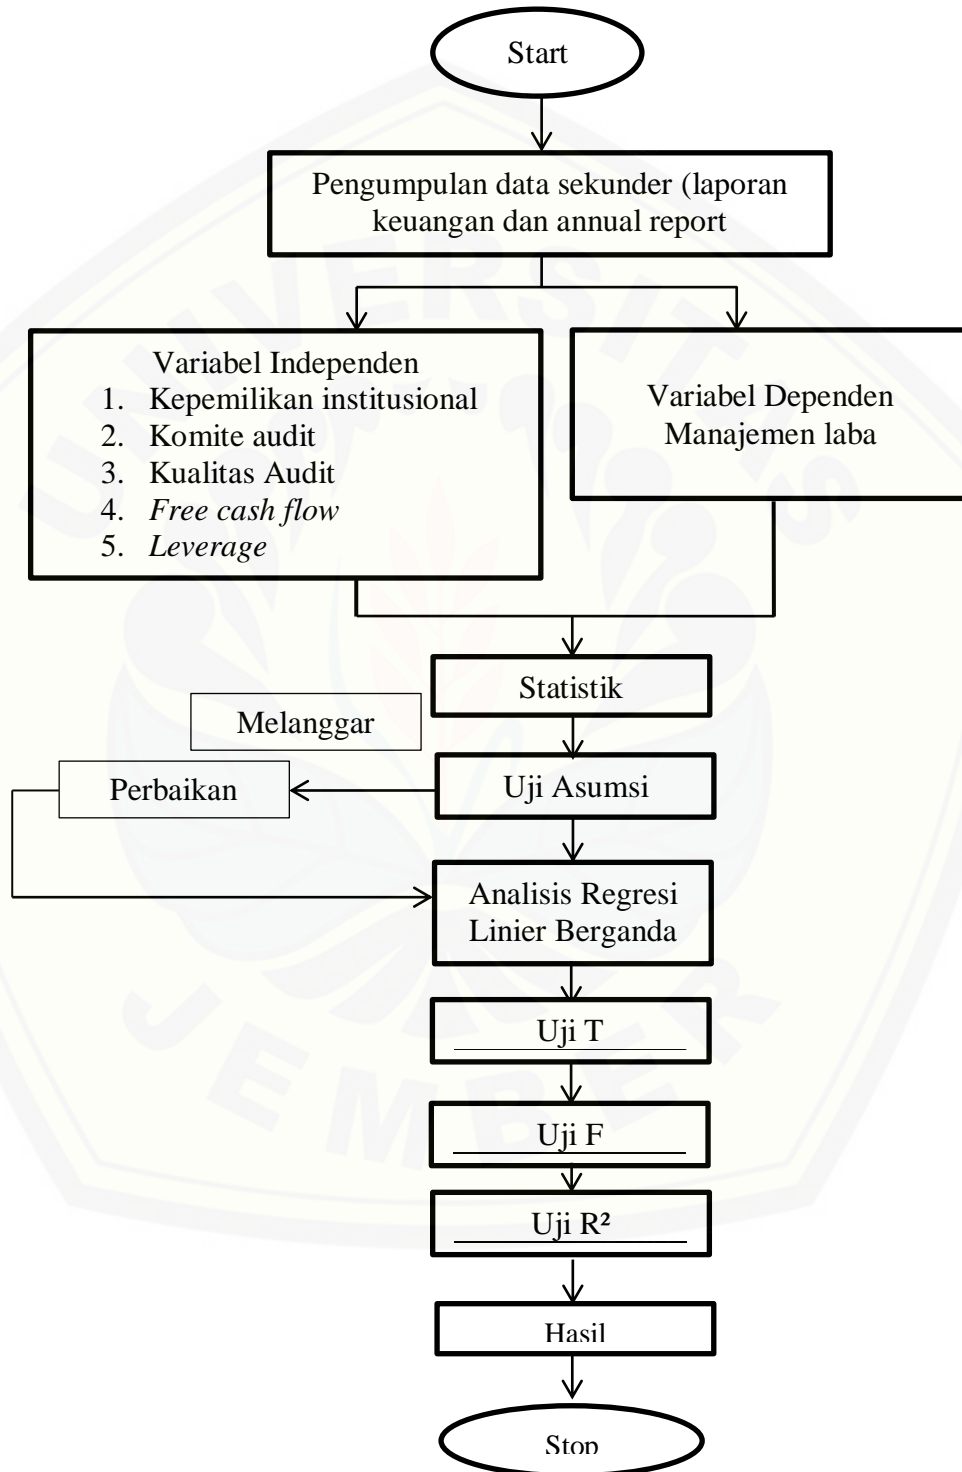 Start
Pengumpulan data sekunder (laporan
keuangan dan annual report
Variabel Independen
1. Kepemilikan institusional
2. Komite audit
3. Kualitas Audit
4. Free cash flow
5. Leverage
Variabel Dependen
Manajemen laba
Statistik
Melanggar
Uji Asumsi
Perbaikan
Analisis Regresi
Linier Berganda
Uji T
Uji F
Uji R²
Hasil
Stop
UNIVERSITAS
JEMBER